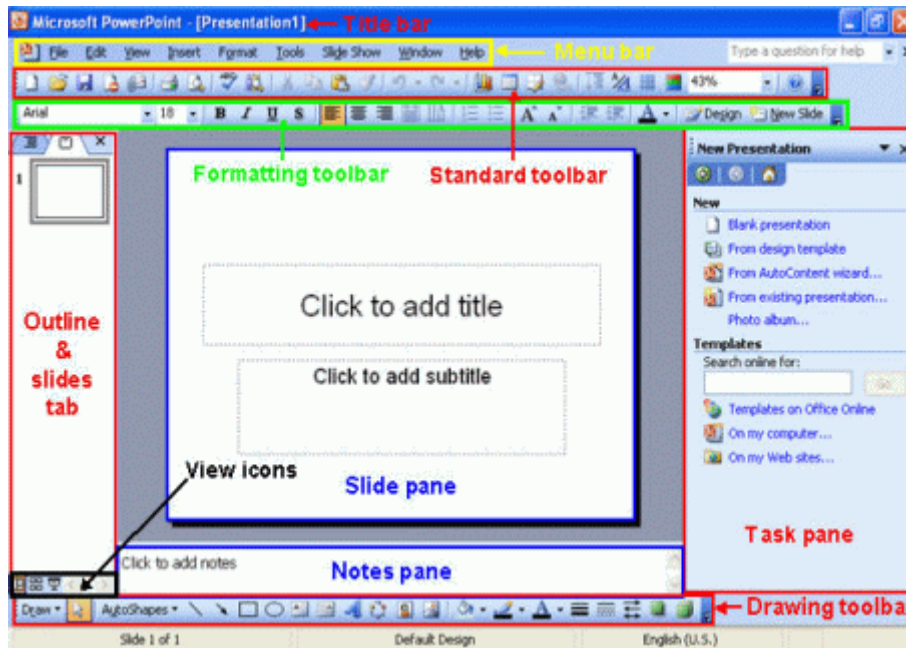 Microsoft PowerPoint - [Presentation1] Title bar
File Edit View Insert Format Tools Slide Show Window Help Menu bar Type a question for help
43%
Arial 18 B I U S A A A Design New Slide
Formatting toolbar Standard toolbar
1
Outline
&
slides
tab
Click to add title
Click to add subtitle
View icons
Slide pane
Click to add notes
Notes pane
New Presentation
New
Blank presentation
From design template
From AutoContent wizard...
From existing presentation...
Photo album...
Templates
Search online for:
Go
Templates on Office Online
On my computer...
On my Web sites...
Task pane
Draw AutoShapes A Drawing toolba
Slide 1 of 1 Default Design English (U.S.)